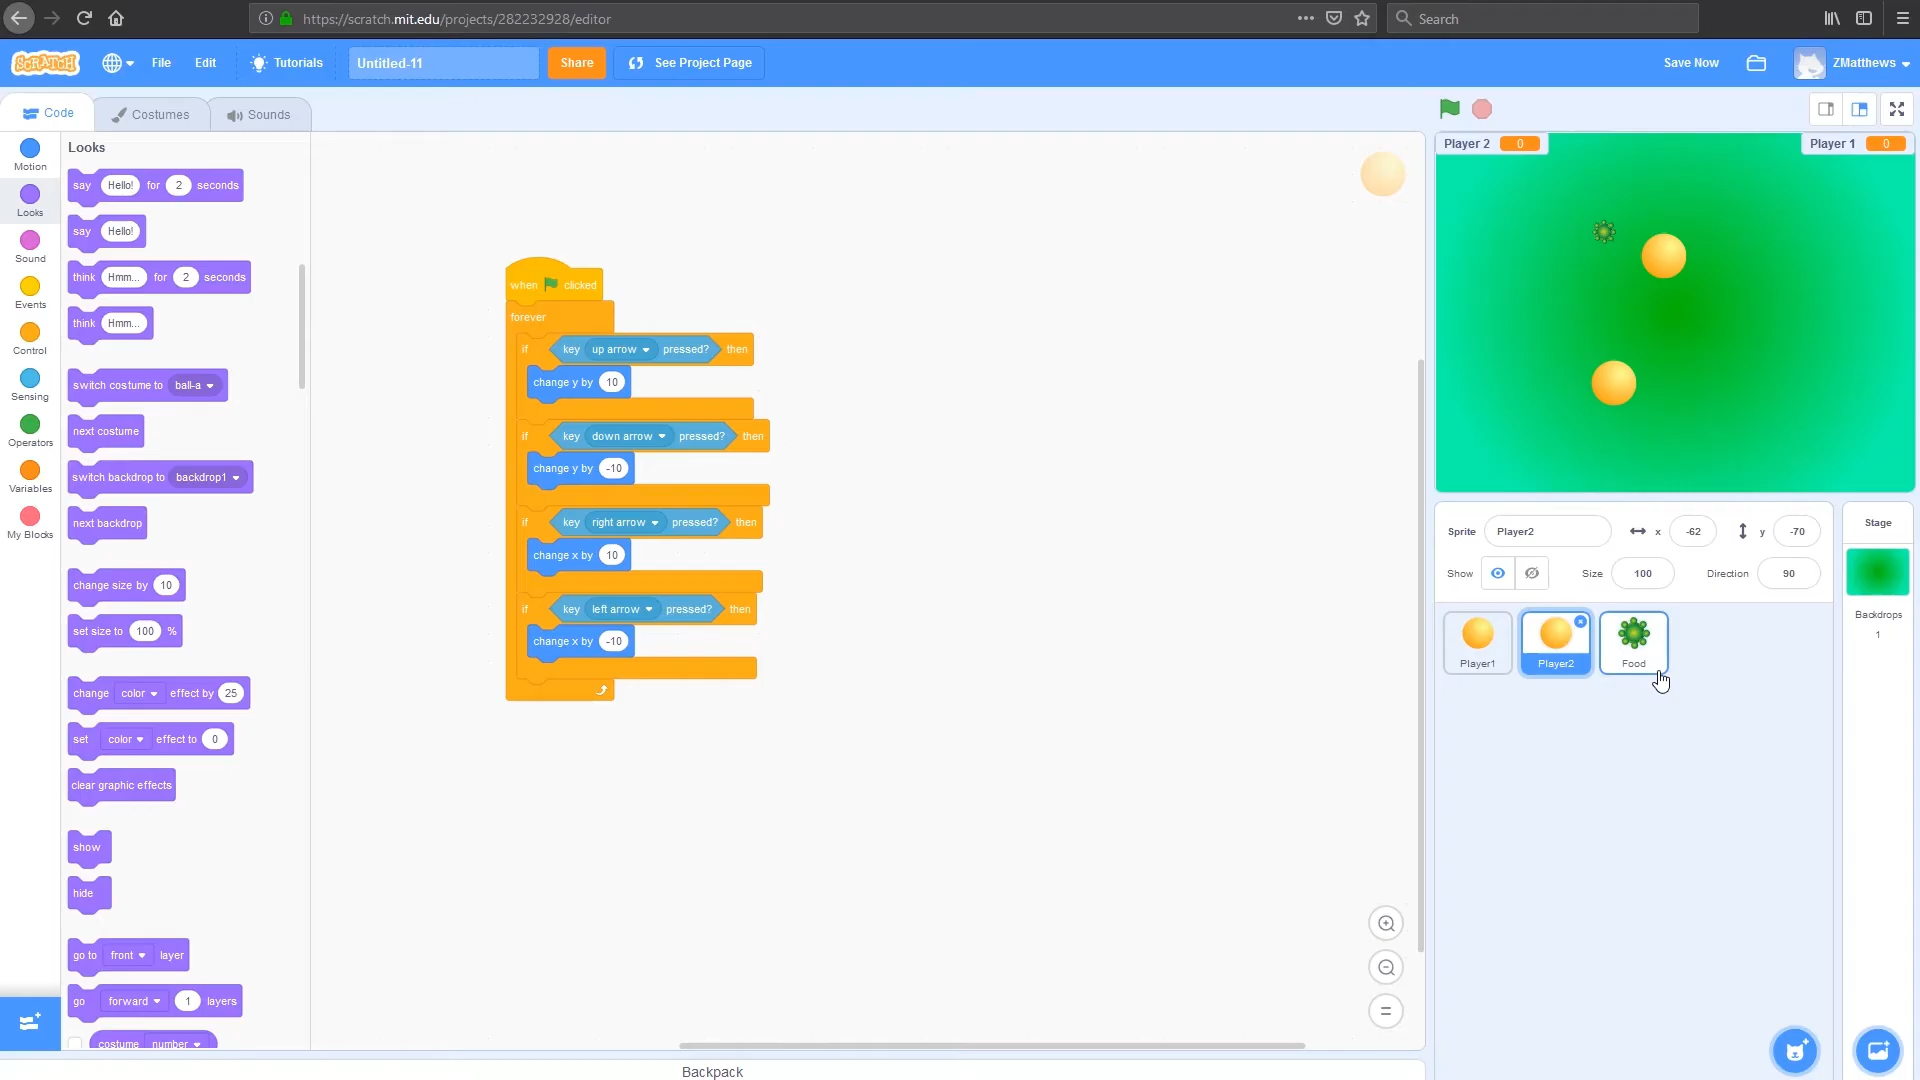 https://scratch.mit.edu/projects/282232928/editor
Search
SCRATCH
File
Edit
Tutorials
Untitled-11
Share
See Project Page
Save Now
ZMatthews
Code
Costumes
Sounds
Motion
Looks
Sound
Events
Control
Sensing
Operators
Variables
My Blocks
Looks
say Hello! for 2 seconds
say Hello!
think Hmm... for 2 seconds
think Hmm...
switch costume to ball-a
next costume
switch backdrop to backdrop1
next backdrop
change size by 10
set size to 100 %
change color effect by 25
set color effect to 0
clear graphic effects
show
hide
go to front layer
go forward 1 layers
costume number
when clicked
forever
if key up arrow pressed? then
change y by 10
if key down arrow pressed? then
change y by -10
if key right arrow pressed? then
change x by 10
if key left arrow pressed? then
change x by -10
Player 2 0
Player 1 0
Sprite Player2 x -62 y -70
Show Size 100 Direction 90
Player1
Player2
Food
Stage
Backdrops
1
Backpack